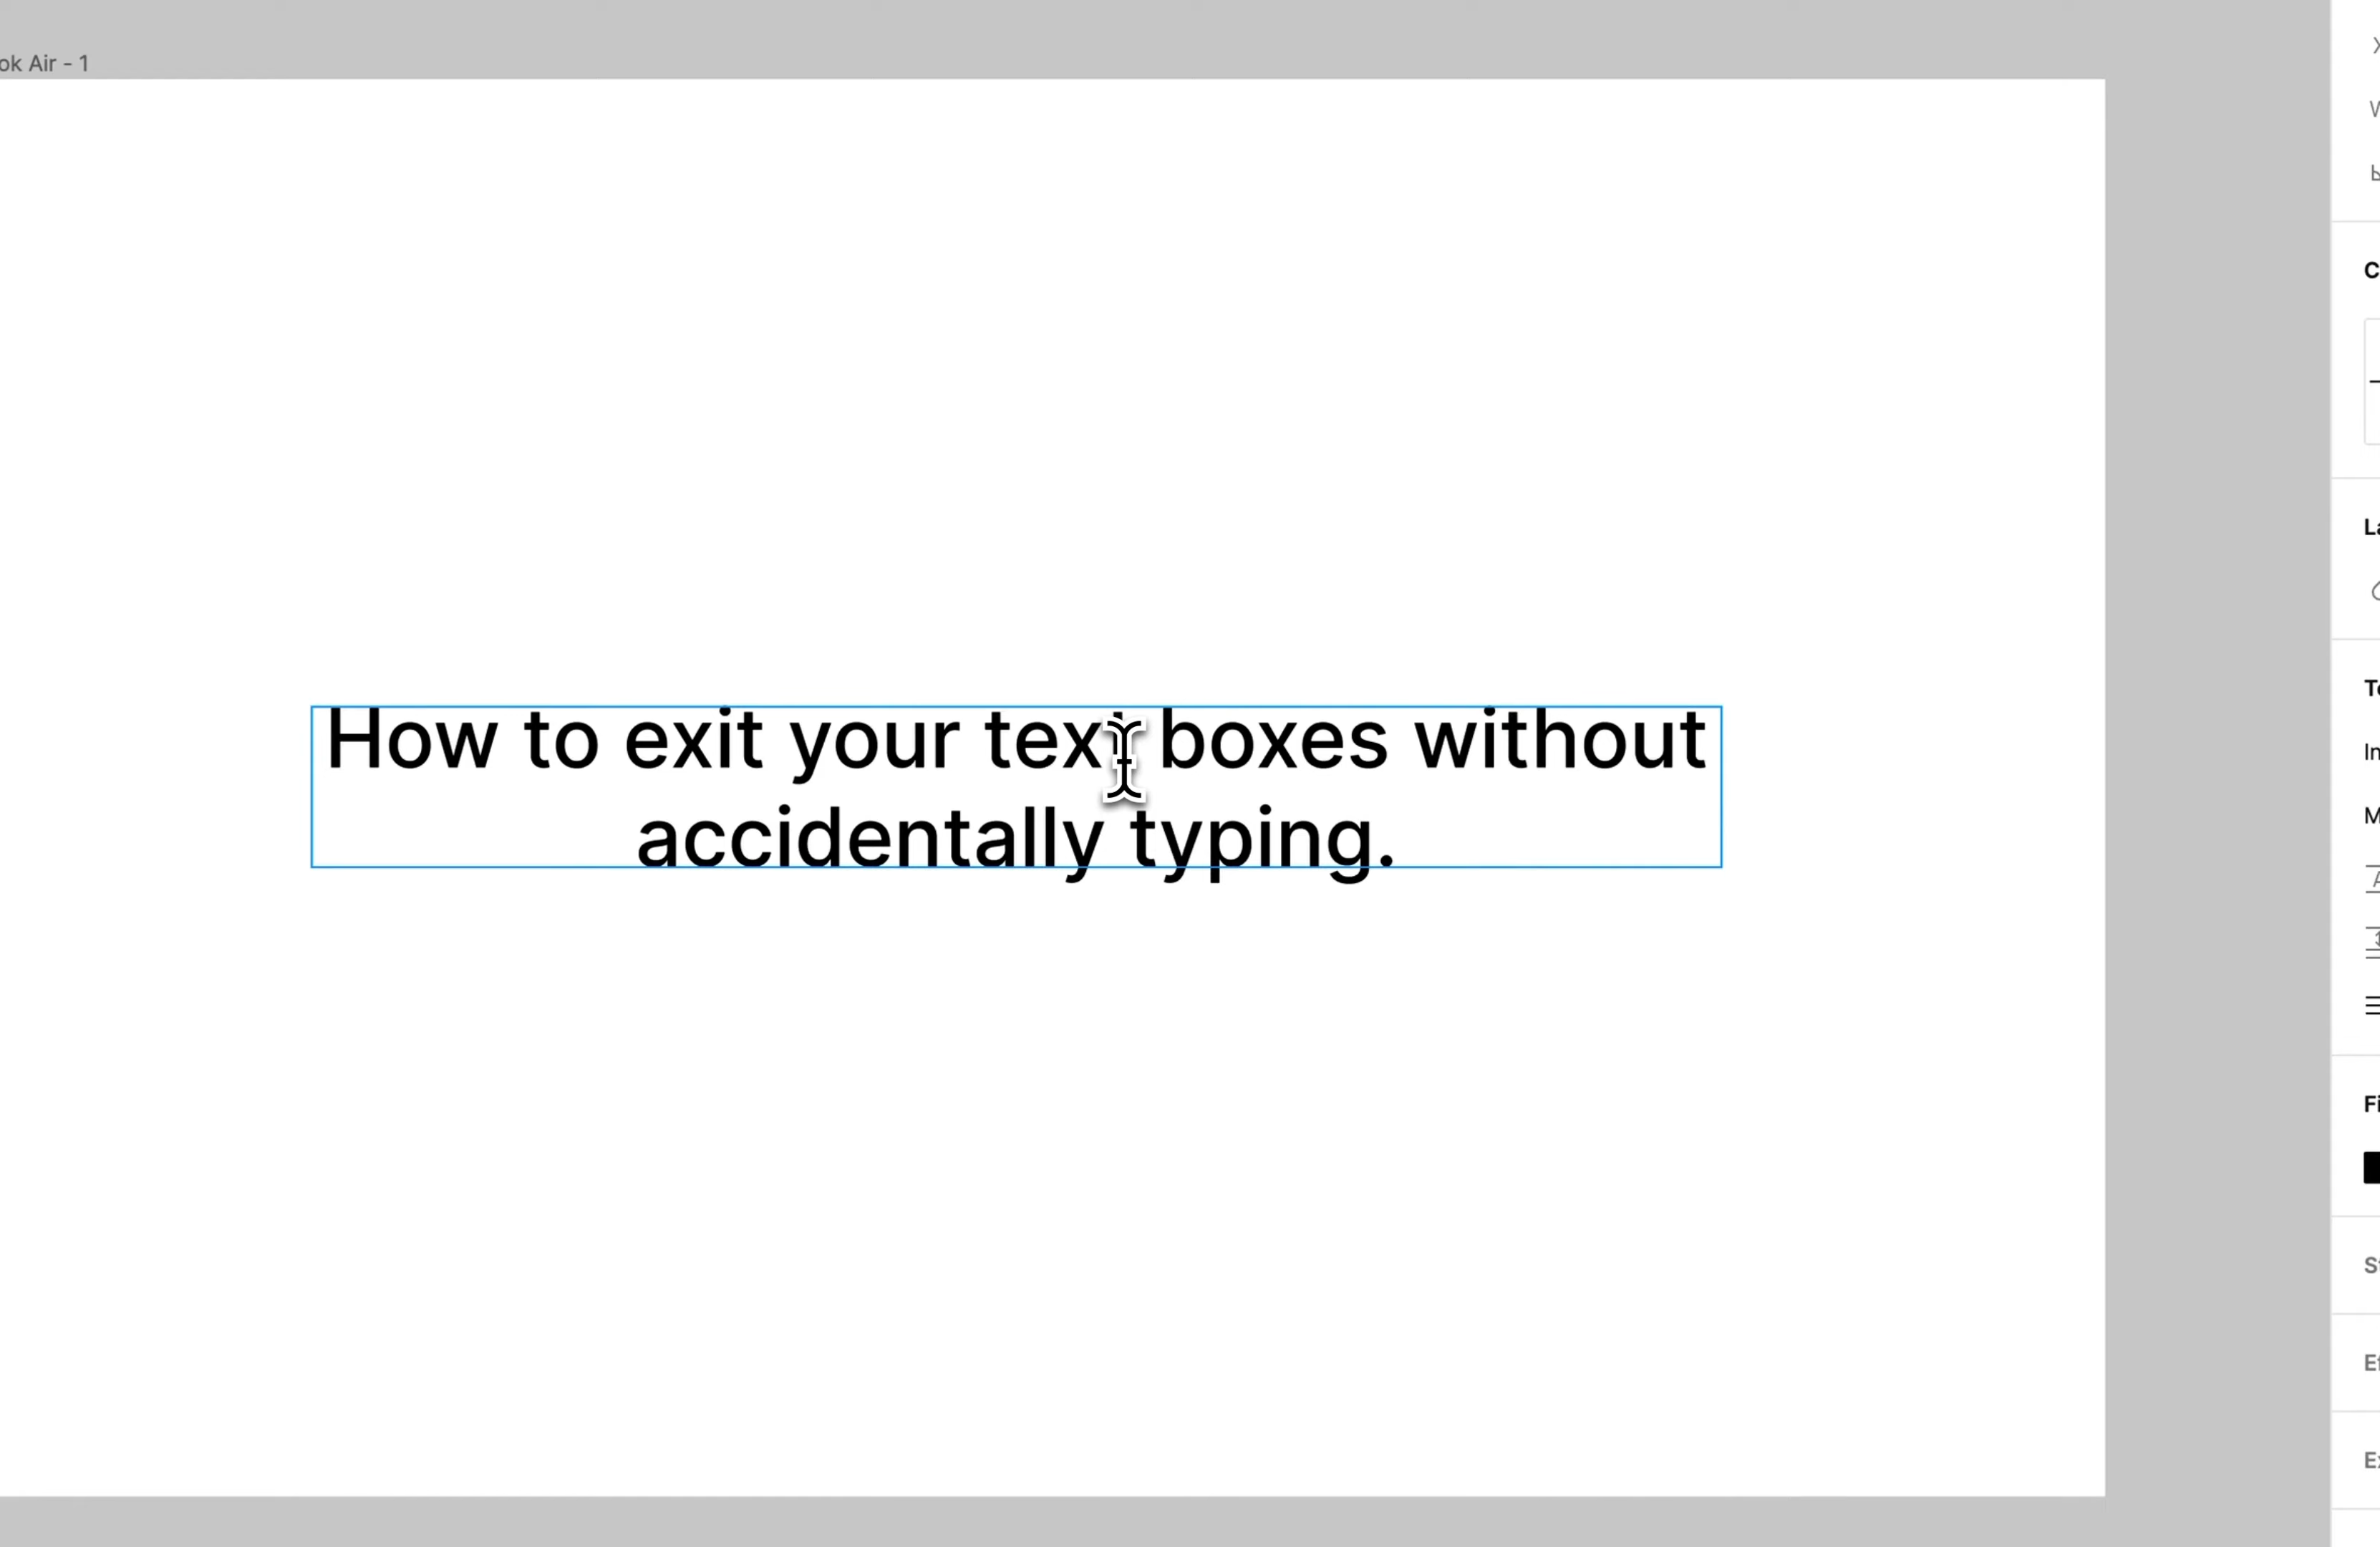 ok Air - 1
How to exit your text boxes without
accidentally typing.